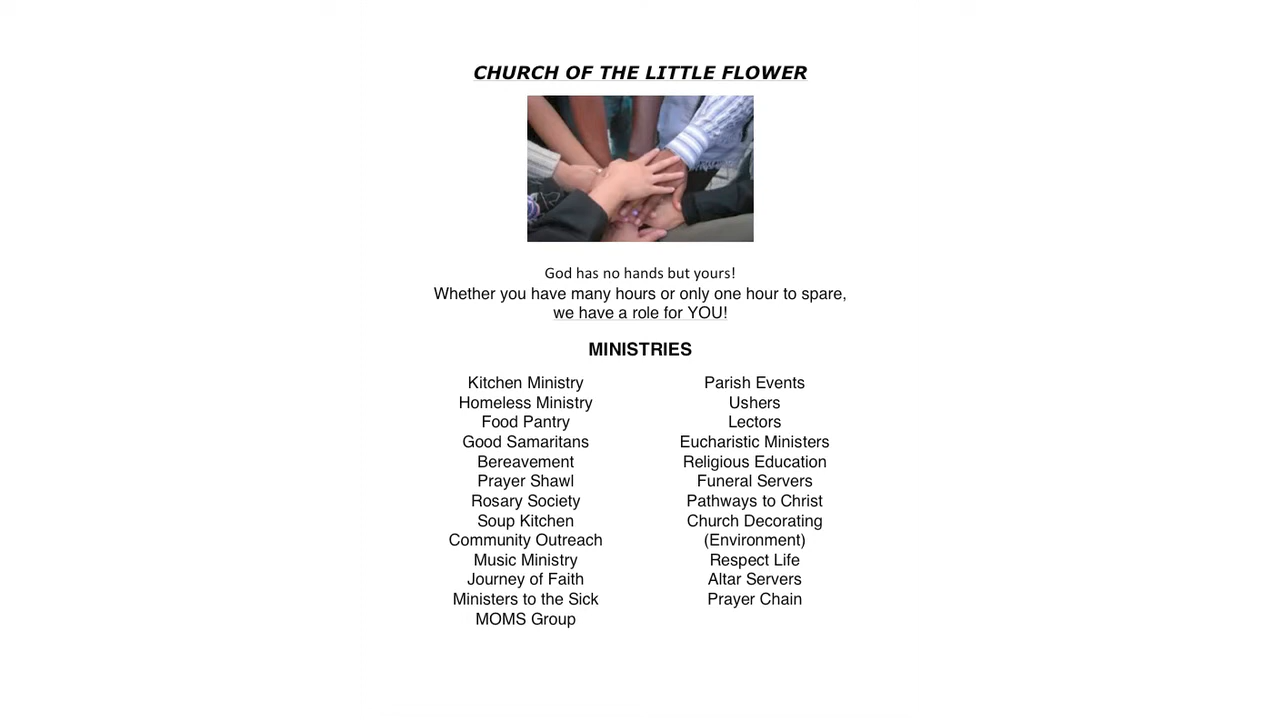 CHURCH OF THE LITTLE FLOWER
God has no hands but yours!
Whether you have many hours or only one hour to spare,
we have a role for YOU!
MINISTRIES
Kitchen Ministry
Homeless Ministry
Food Pantry
Good Samaritans
Bereavement
Prayer Shawl
Rosary Society
Soup Kitchen
Community Outreach
Music Ministry
Journey of Faith
Ministers to the Sick
MOMS Group
Parish Events
Ushers
Lectors
Eucharistic Ministers
Religious Education
Funeral Servers
Pathways to Christ
Church Decorating
(Environment)
Respect Life
Altar Servers
Prayer Chain